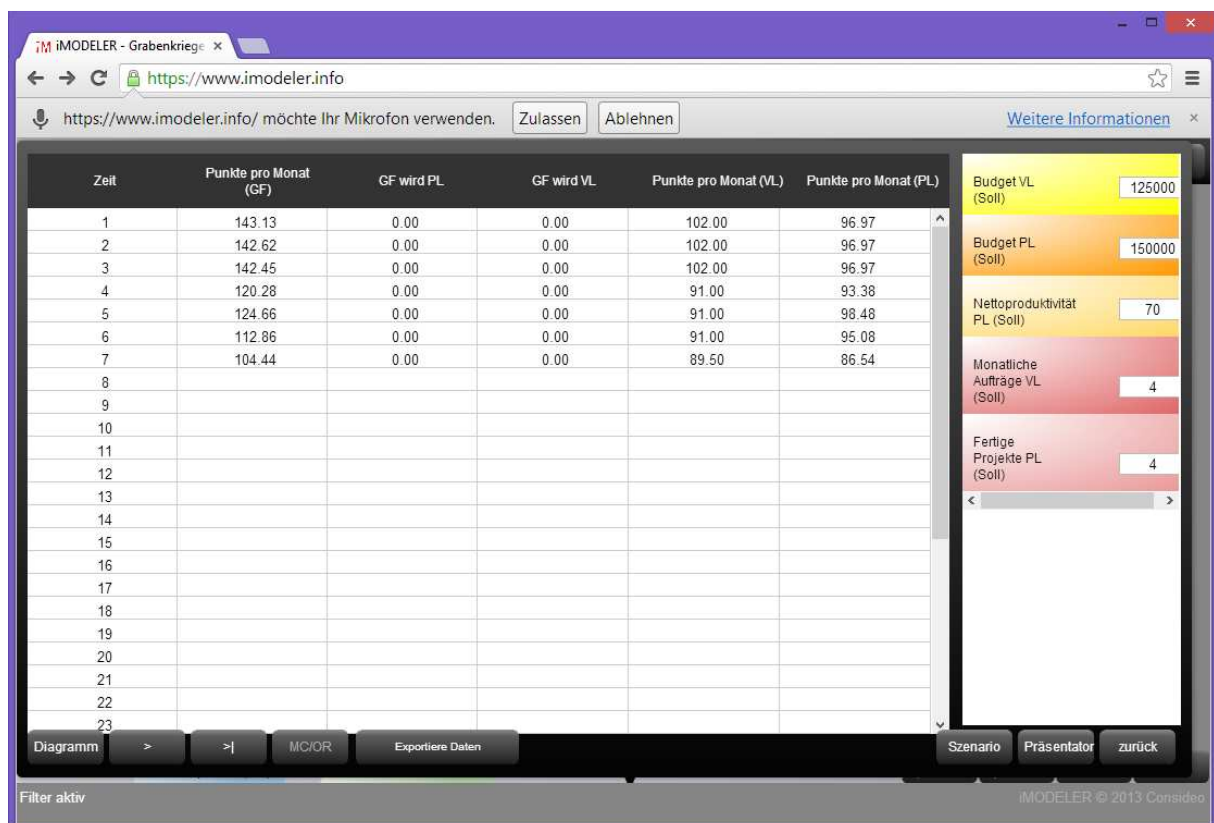 iM iMODELER - Grabenkriege ×
https://www.imodeler.info
https://www.imodeler.info/ möchte Ihr Mikrofon verwenden. Zulassen Ablehnen Weitere Informationen ×
Zeit Punkte pro Monat (GF) GF wird PL GF wird VL Punkte pro Monat (VL) Punkte pro Monat (PL)
1 143.13 0.00 0.00 102.00 96.97
2 142.62 0.00 0.00 102.00 96.97
3 142.45 0.00 0.00 102.00 96.97
4 120.28 0.00 0.00 91.00 93.38
5 124.66 0.00 0.00 91.00 98.48
6 112.86 0.00 0.00 91.00 95.08
7 104.44 0.00 0.00 89.50 86.54
8
9
10
11
12
13
14
15
16
17
18
19
20
21
22
23
Budget VL
(Soll) 125000
Budget PL
(Soll) 150000
Nettoproduktivität
PL (Soll) 70
Monatliche
Aufträge VL
(Soll) 4
Fertige
Projekte PL
(Soll) 4
Diagramm > >| MC/OR Exportiere Daten Szenario Präsentator zurück
Filter aktiv iMODELER © 2013 Consideo